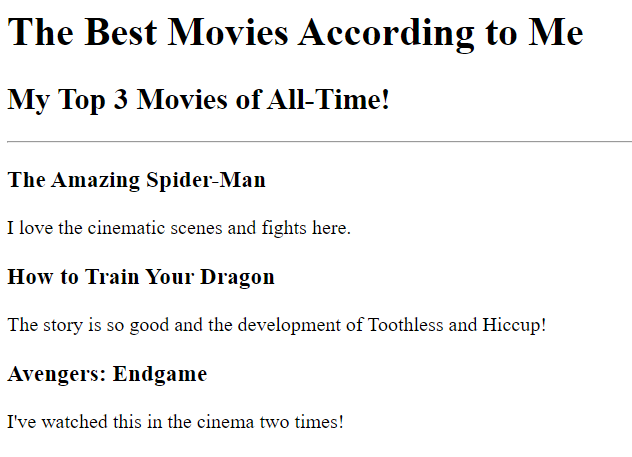 The Best Movies According to Me
My Top 3 Movies of All-Time!
The Amazing Spider-Man
I love the cinematic scenes and fights here.
How to Train Your Dragon
The story is so good and the development of Toothless and Hiccup!
Avengers: Endgame
I've watched this in the cinema two times!